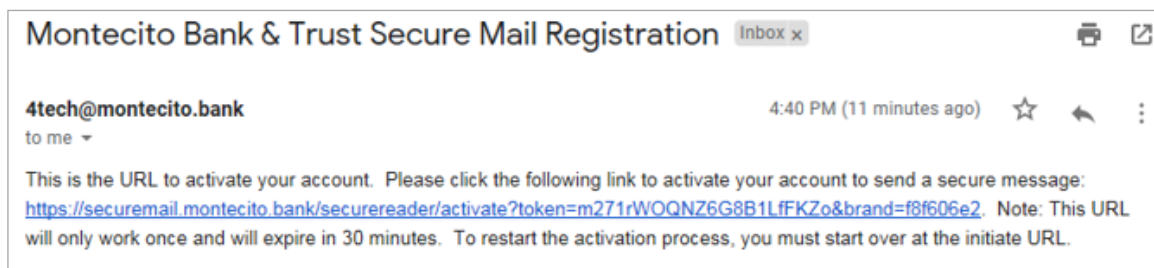 Montecito Bank & Trust Secure Mail Registration Inbox x
4tech@montecito.bank 4:40 PM (11 minutes ago)
to me
This is the URL to activate your account.  Please click the following link to activate your account to send a secure message:
https://securemail.montecito.bank/securereader/activate?token=m271rWOQNZ6G8B1LfFKZo&brand=f8f606e2.  Note: This URL
will only work once and will expire in 30 minutes.  To restart the activation process, you must start over at the initiate URL.